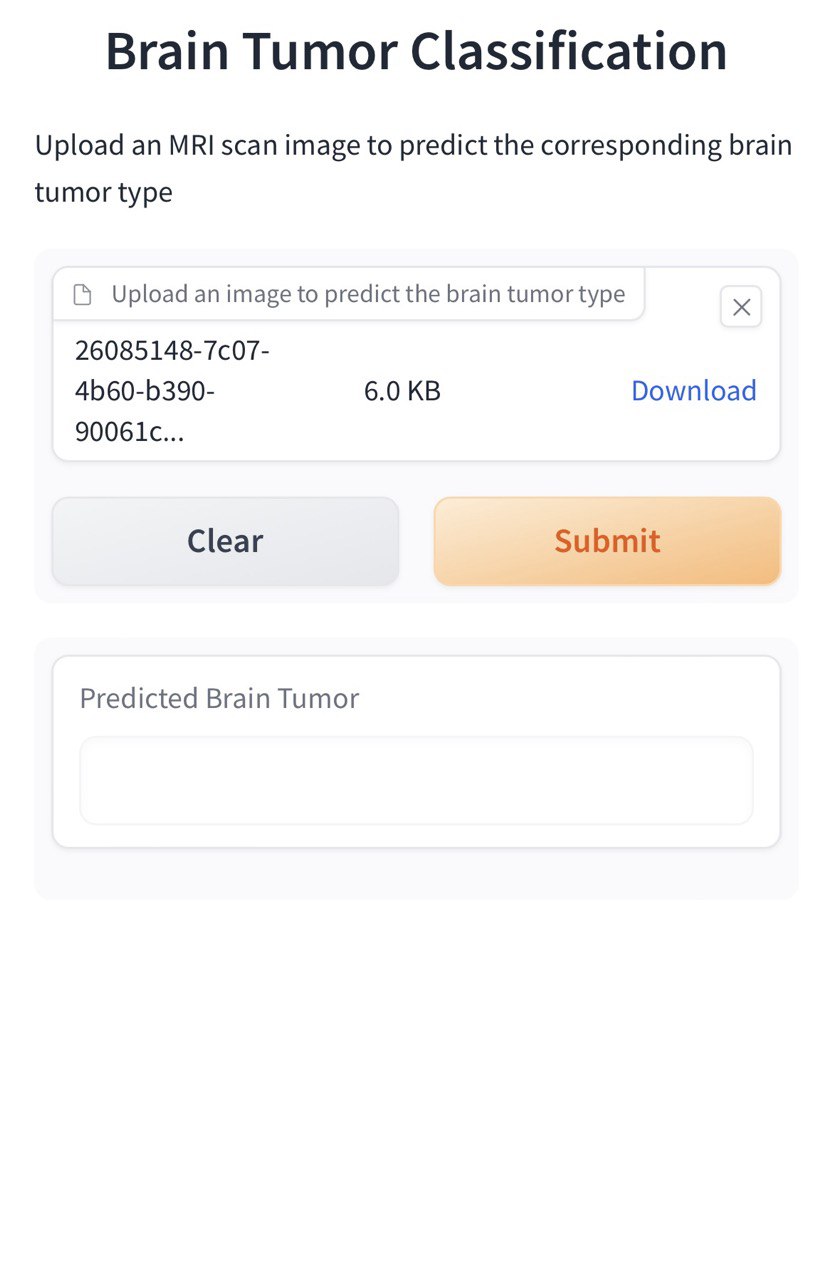 Brain Tumor Classification
Upload an MRI scan image to predict the corresponding brain
tumor type
Upload an image to predict the brain tumor type
26085148-7c07-
4b60-b390-
90061c...
6.0 KB
Download
Clear
Submit
Predicted Brain Tumor